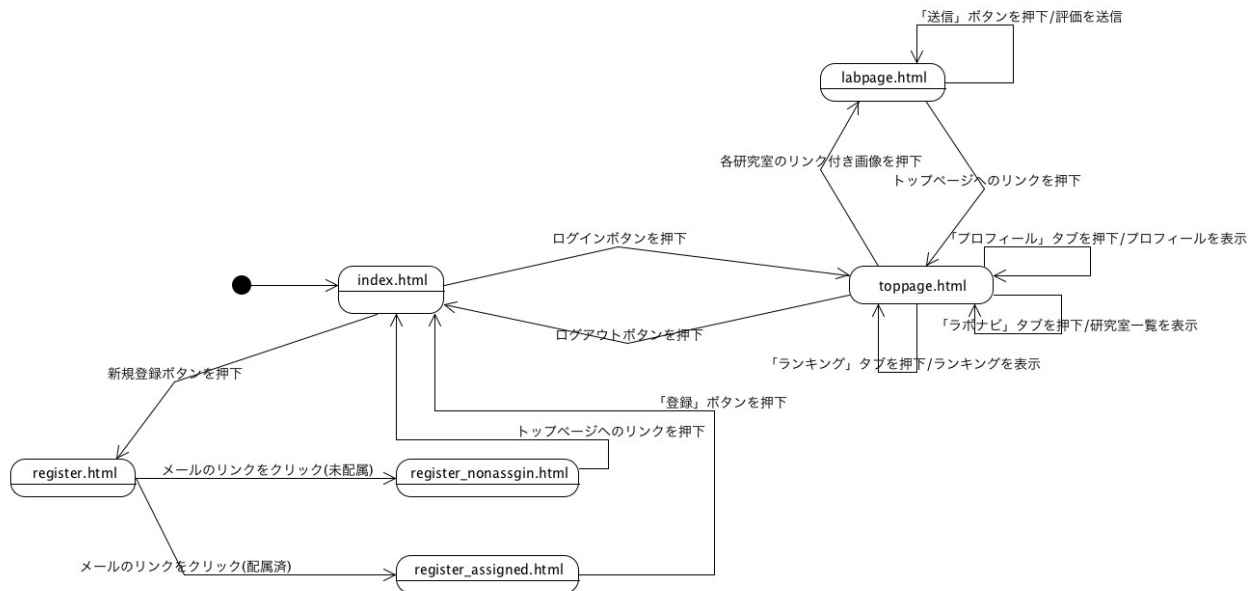 「送信」ボタンを押下/評価を送信
labpage.html
各研究室のリンク付き画像を押下
トップページへのリンクを押下
ログインボタンを押下
「プロフィール」タブを押下/プロフィールを表示
index.html
toppage.html
ログアウトボタンを押下
「ラボナビ」タブを押下/研究室一覧を表示
「ランキング」タブを押下/ランキングを表示
新規登録ボタンを押下
「登録」ボタンを押下
トップページへのリンクを押下
register.html
メールのリンクをクリック(未配属)
register_nonassgin.html
メールのリンクをクリック(配属済)
register_assigned.html